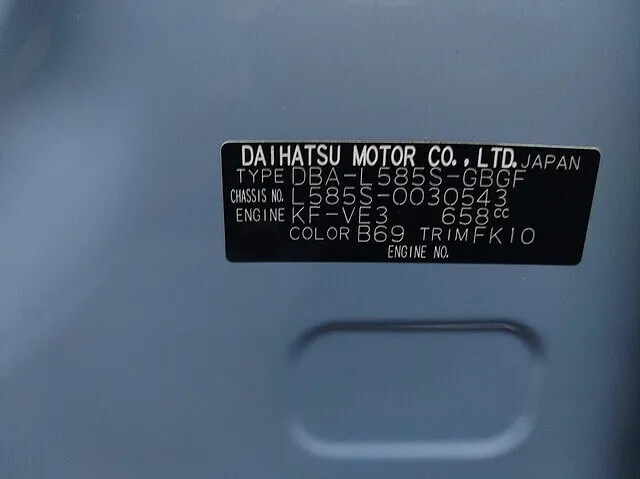 DAIHATSU MOTOR CO., LTD. JAPAN
TYPE DBA-L585S-GBGF
CHASSIS NO. L585S-0030543
ENGINE KF-VE3 658cc
COLOR B69 TRIM FK10
ENGINE NO.